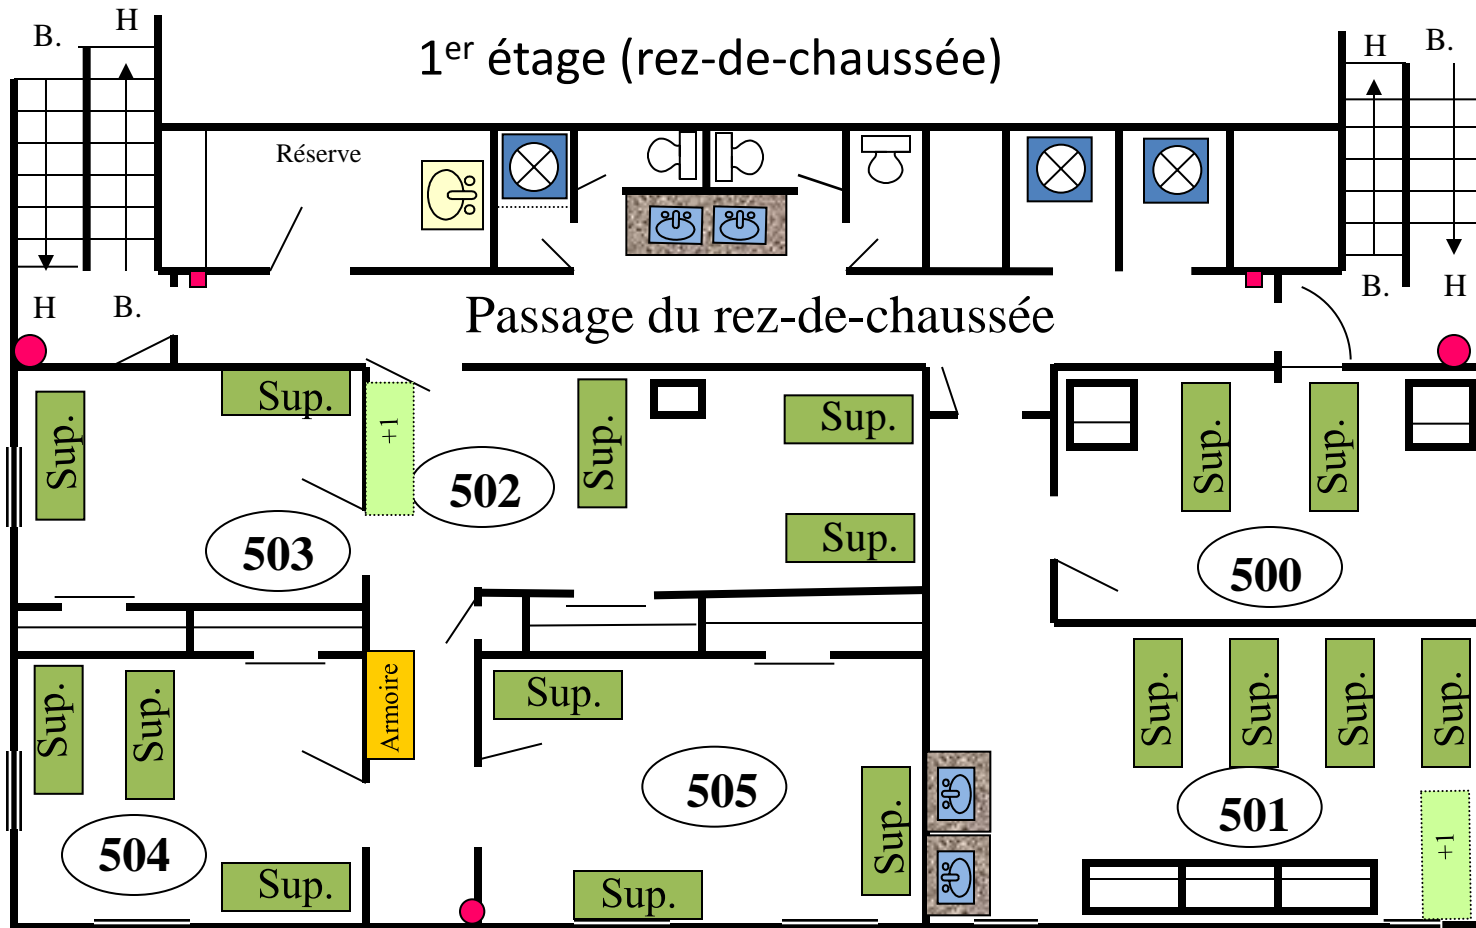 B.
H
1er étage (rez-de-chaussée)
H
B.
Réserve
H
B.
B.
H
Passage du rez-de-chaussée
Sup.
Sup.
+1
Sup.
Sup.
Sup.
Sup.
Sup.
502
503
500
Sup.
Sup.
Sup.
Armoire
Sup.
Sup.
Sup.
Sup.
Sup.
505
501
504
Sup.
Sup.
Sup.
+1